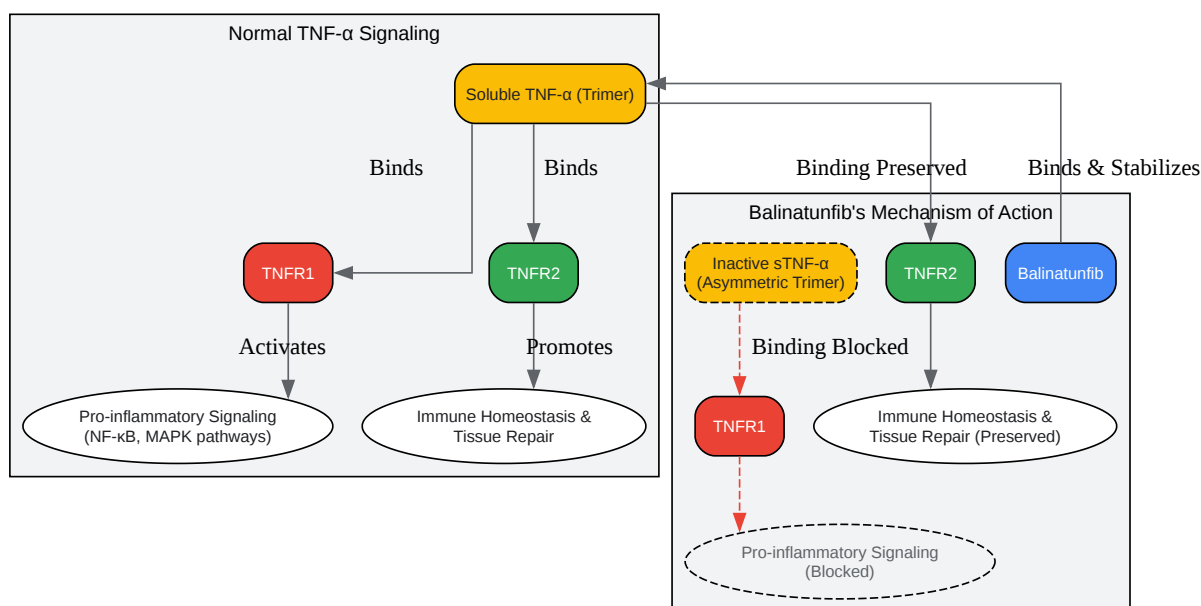 Normal TNF-α Signaling
Soluble TNF-α (Trimer)
Binds
Binds
TNFR1
TNFR2
Activates
Promotes
Pro-inflammatory Signaling
(NF-κB, MAPK pathways)
Immune Homeostasis &
Tissue Repair
Binding Preserved
Binds & Stabilizes
Balinatunfib's Mechanism of Action
Inactive sTNF-α
(Asymmetric Trimer)
TNFR2
Balinatunfib
Binding Blocked
TNFR1
Immune Homeostasis &
Tissue Repair (Preserved)
Pro-inflammatory Signaling
(Blocked)